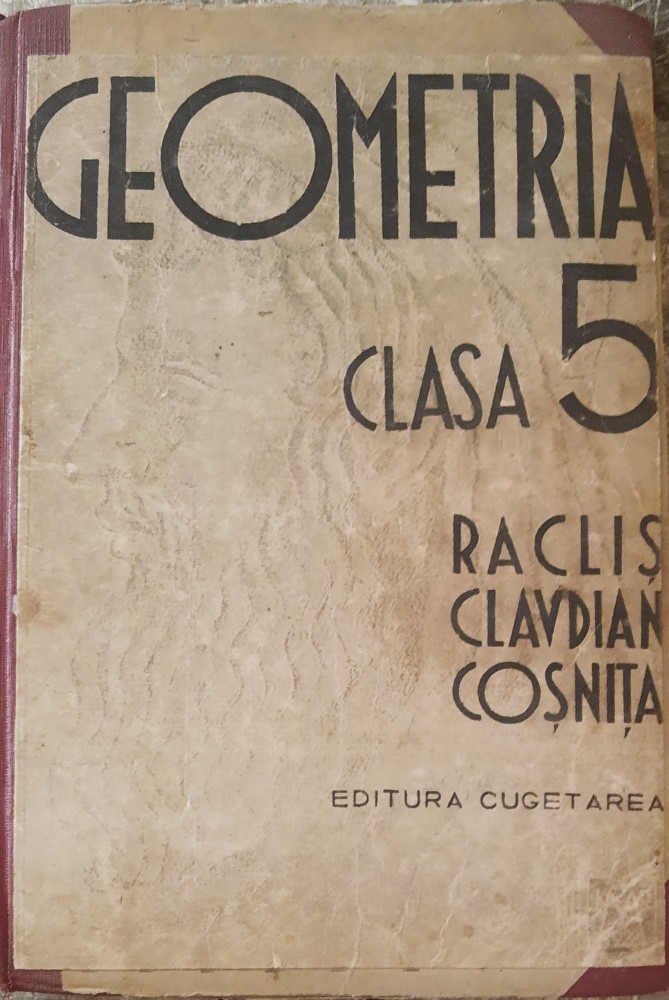 GEOMETRIA
CLASA 5
RACLIȘ
CLAVDIAN
COȘNIȚA
EDITURA CUGETAREA